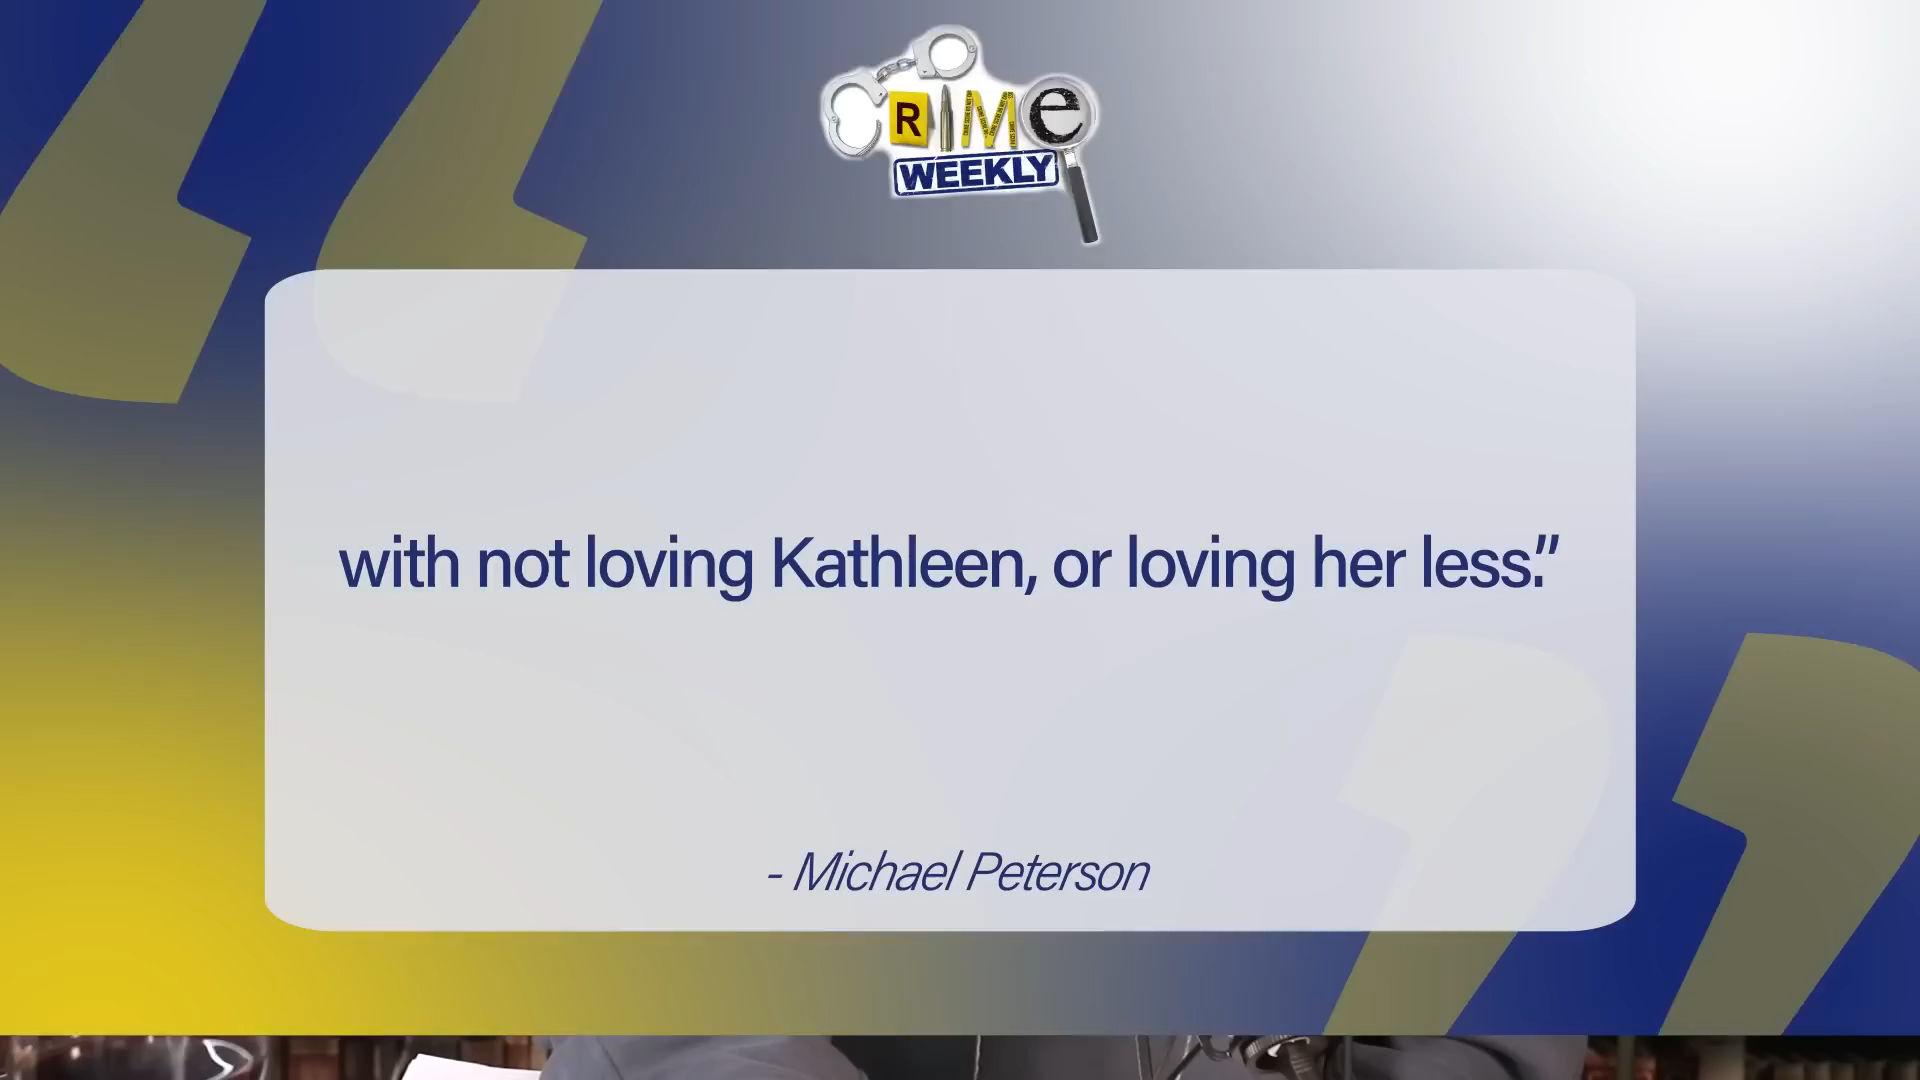 CRIMe
WEEKLY
with not loving Kathleen, or loving her less.”
- Michael Peterson